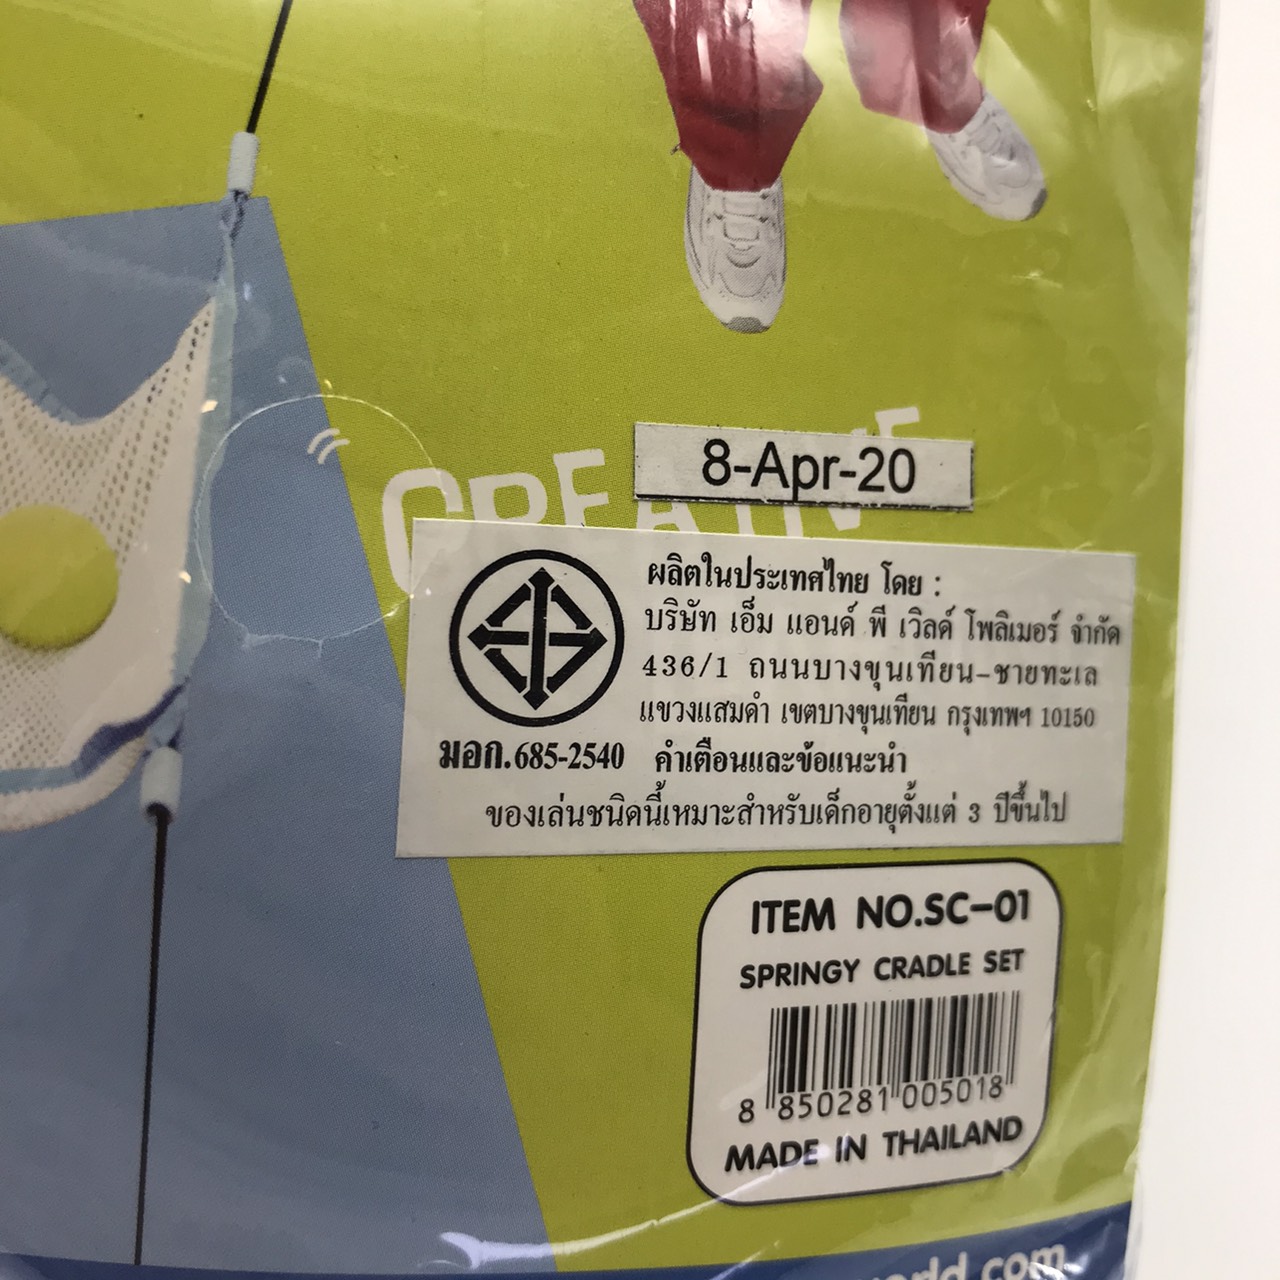 CREATIVE
8-Apr-20
ผลิตในประเทศไทย โดย :
บริษัท เอ็ม แอนด์ พี เวิลด์ โพลิเมอร์ จำกัด
436/1 ถนนบางขุนเทียน-ชายทะเล
แขวงแสมดำ เขตบางขุนเทียน กรุงเทพฯ 10150
มอก.685-2540 คำเตือนและข้อแนะนำ
ของเล่นชนิดนี้เหมาะสำหรับเด็กอายุตั้งแต่ 3 ปีขึ้นไป
ITEM NO.SC-01
SPRINGY CRADLE SET
8 850281 005018
MADE IN THAILAND